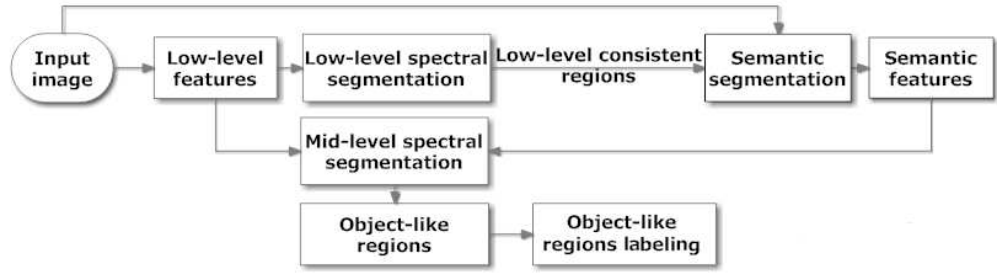 Input
image
Low-level
features
Low-level spectral
segmentation
Low-level consistent
regions
Semantic
segmentation
Semantic
features
Mid-level spectral
segmentation
Object-like
regions
Object-like
regions labeling